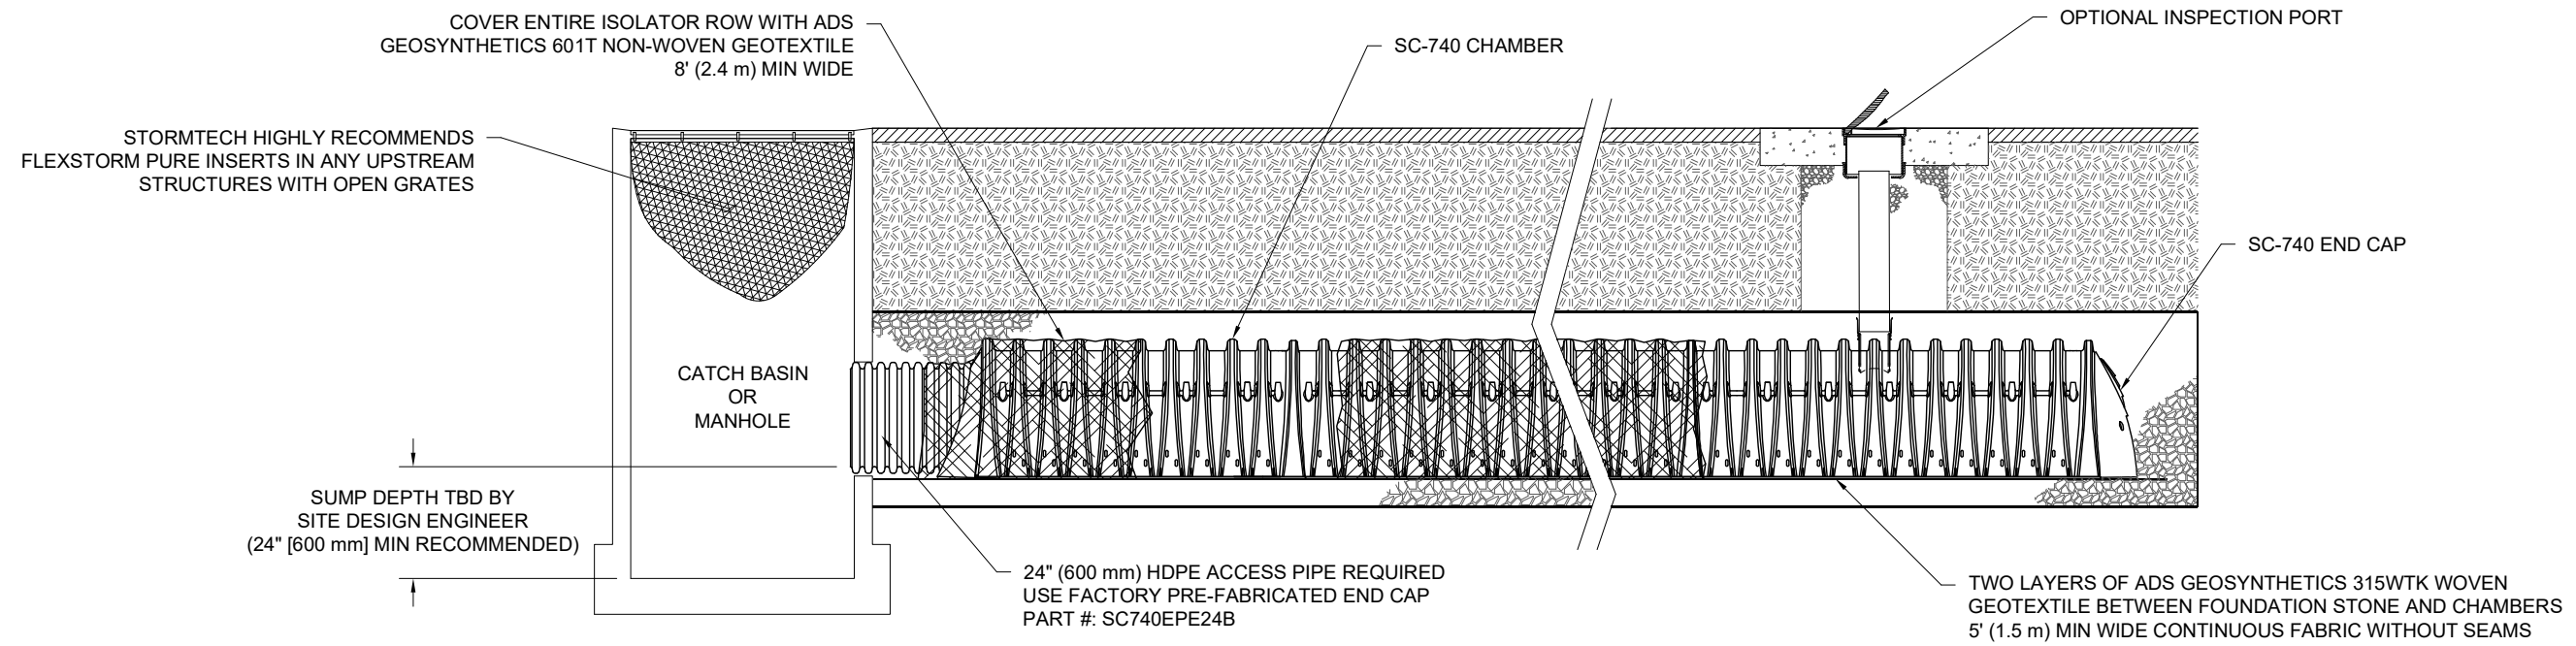 COVER ENTIRE ISOLATOR ROW WITH ADS
GEOSYNTHETICS 601T NON-WOVEN GEOTEXTILE
8' (2.4 m) MIN WIDE
SC-740 CHAMBER
OPTIONAL INSPECTION PORT
STORMTECH HIGHLY RECOMMENDS
FLEXSTORM PURE INSERTS IN ANY UPSTREAM
STRUCTURES WITH OPEN GRATES
SC-740 END CAP
CATCH BASIN
OR
MANHOLE
SUMP DEPTH TBD BY
SITE DESIGN ENGINEER
(24" [600 mm] MIN RECOMMENDED)
24" (600 mm) HDPE ACCESS PIPE REQUIRED
USE FACTORY PRE-FABRICATED END CAP
PART #: SC740EPE24B
TWO LAYERS OF ADS GEOSYNTHETICS 315WTK WOVEN
GEOTEXTILE BETWEEN FOUNDATION STONE AND CHAMBERS
5' (1.5 m) MIN WIDE CONTINUOUS FABRIC WITHOUT SEAMS